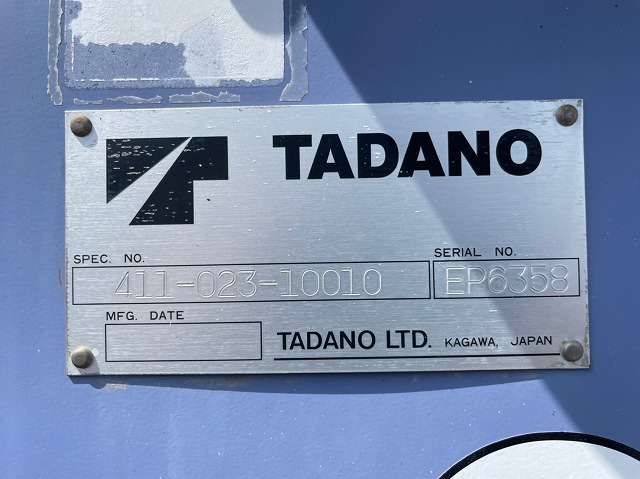 TADANO
SPEC. NO.
SERIAL NO.
411-023-10010
EP6358
MFG. DATE
TADANO LTD. KAGAWA, JAPAN